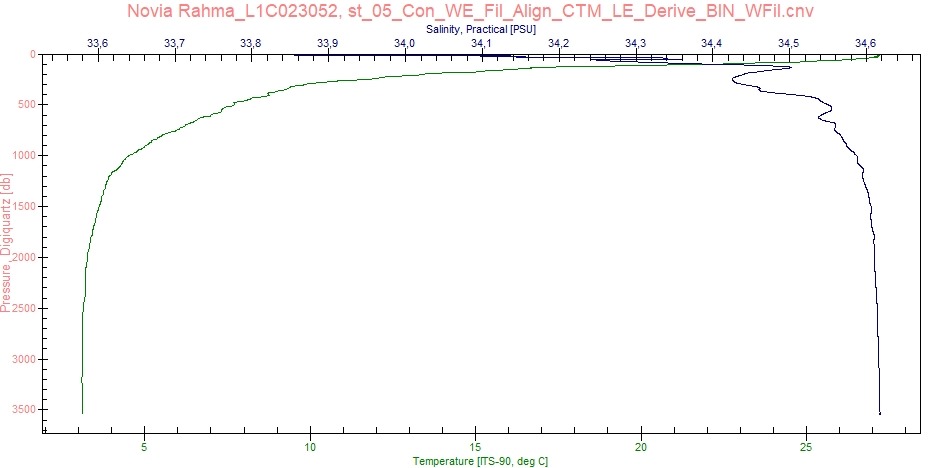 Novia Rahma_L1C023052, st_05_Con_WE_Fil_Align_CTM_LE_Derive_BIN_WFil.cnv
Salinity, Practical [PSU]
33,6 33,7 33,8 33,9 34,0 34,1 34,2 34,3 34,4 34,5 34,6
Pressure, Digiquartz [db]
0
500
1000
1500
2000
2500
3000
3500
5 10 15 20 25
Temperature [ITS-90, deg C]